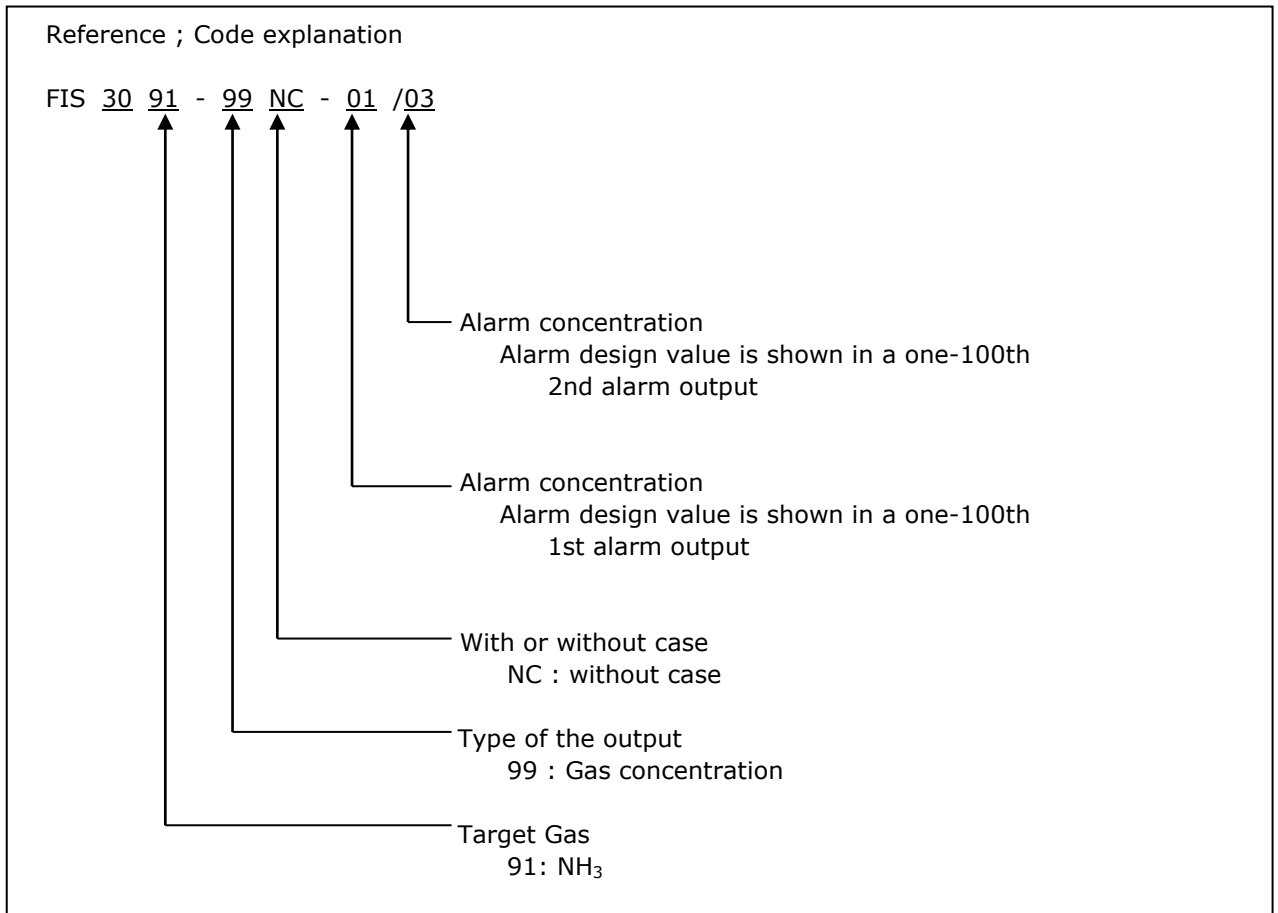 Reference ; Code explanation
FIS 30 91 - 99 NC - 01 /03
Alarm concentration
Alarm design value is shown in a one-100th
2nd alarm output
Alarm concentration
Alarm design value is shown in a one-100th
1st alarm output
With or without case
NC : without case
Type of the output
99 : Gas concentration
Target Gas
91: NH₃